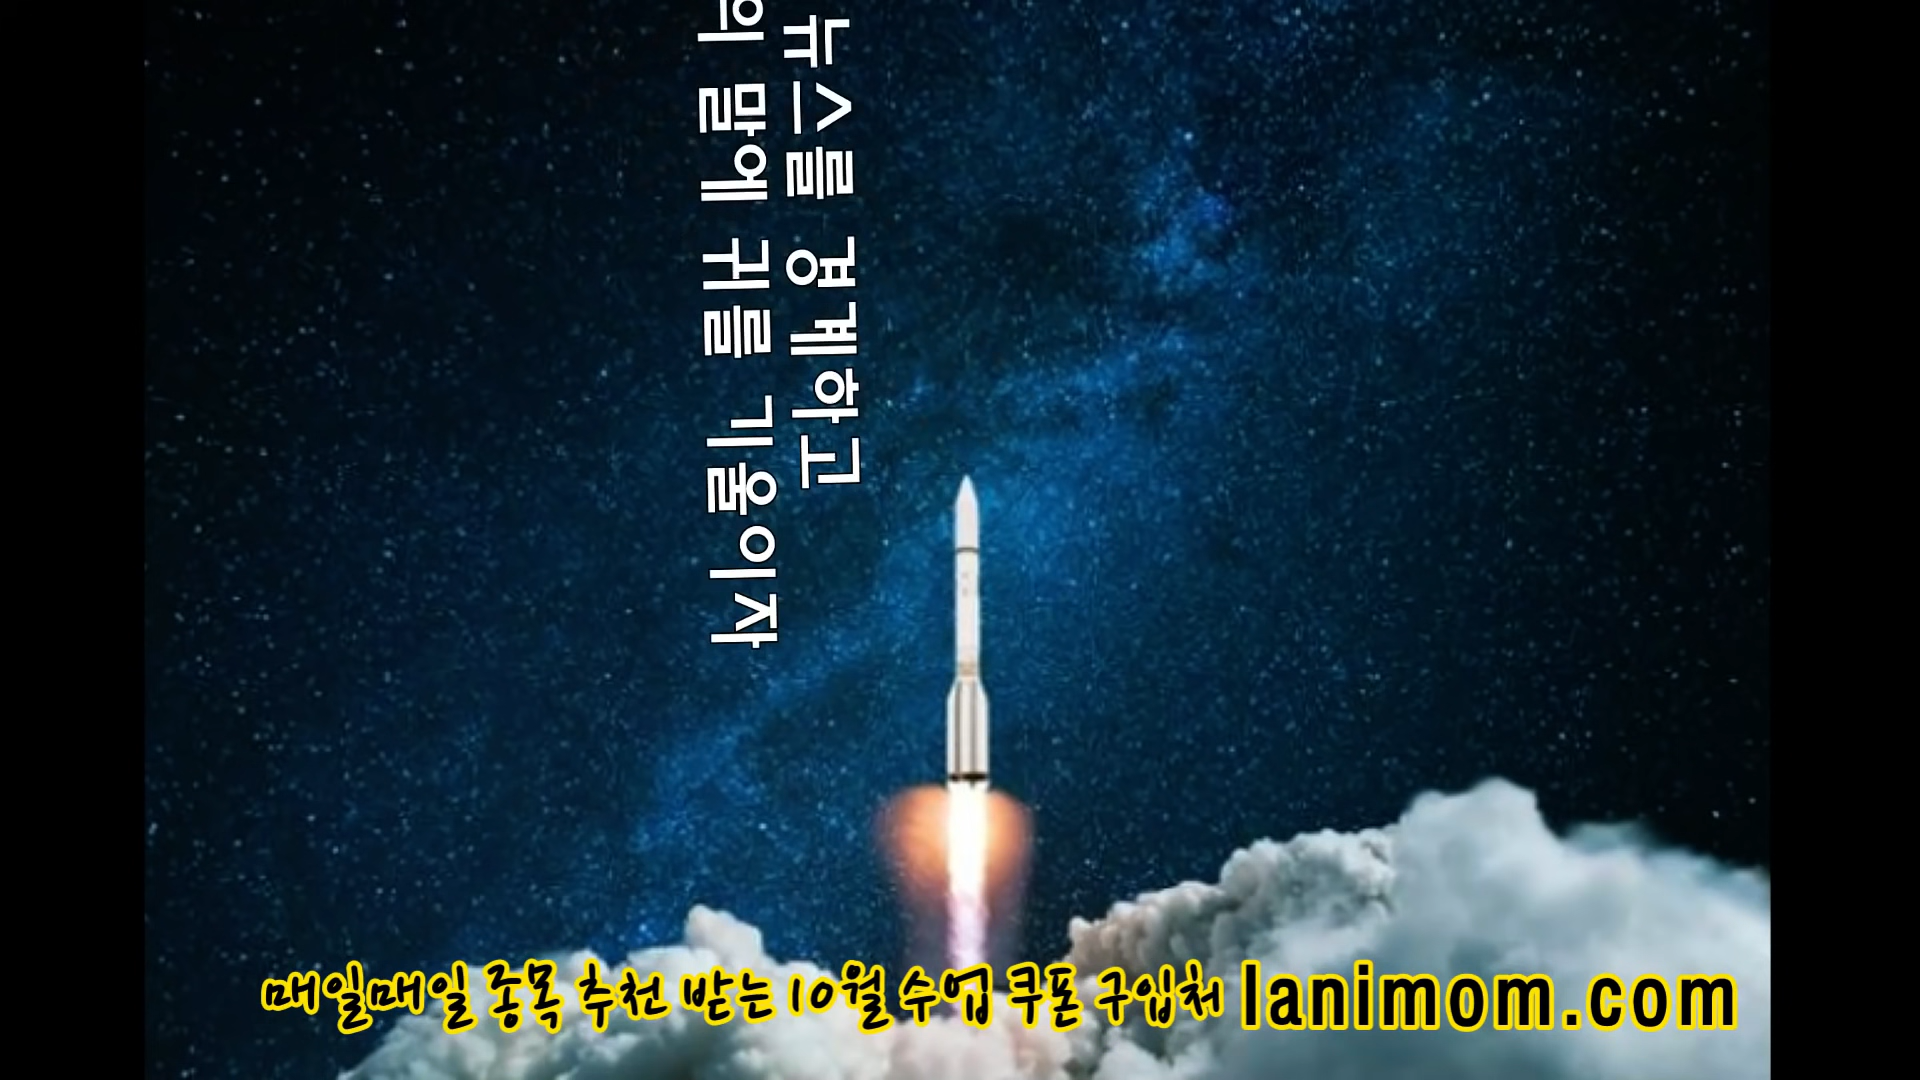 뉴스를 경계하고
의 말에 귀를 기울이자
매일매일 종목 추천 받는 10월 수업 쿠폰 구입처 lanimom.com